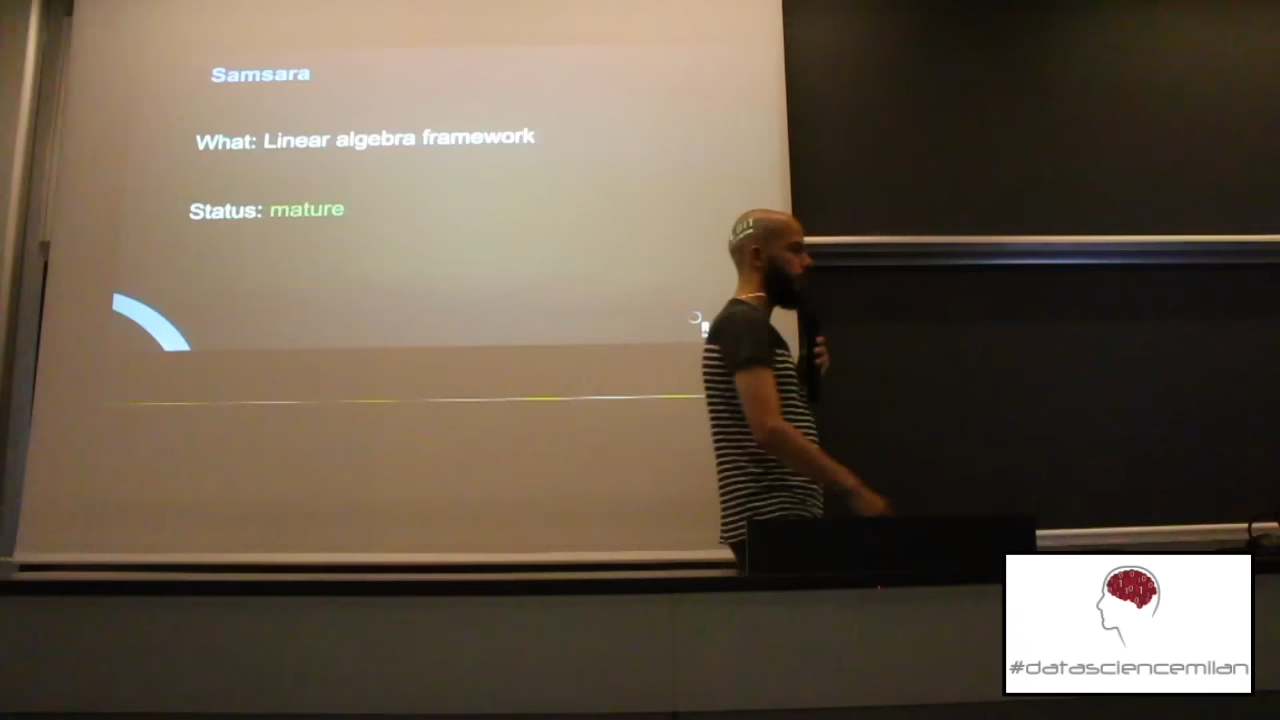 Samsara
What: Linear algebra framework
Status: mature
#datasciencemilan